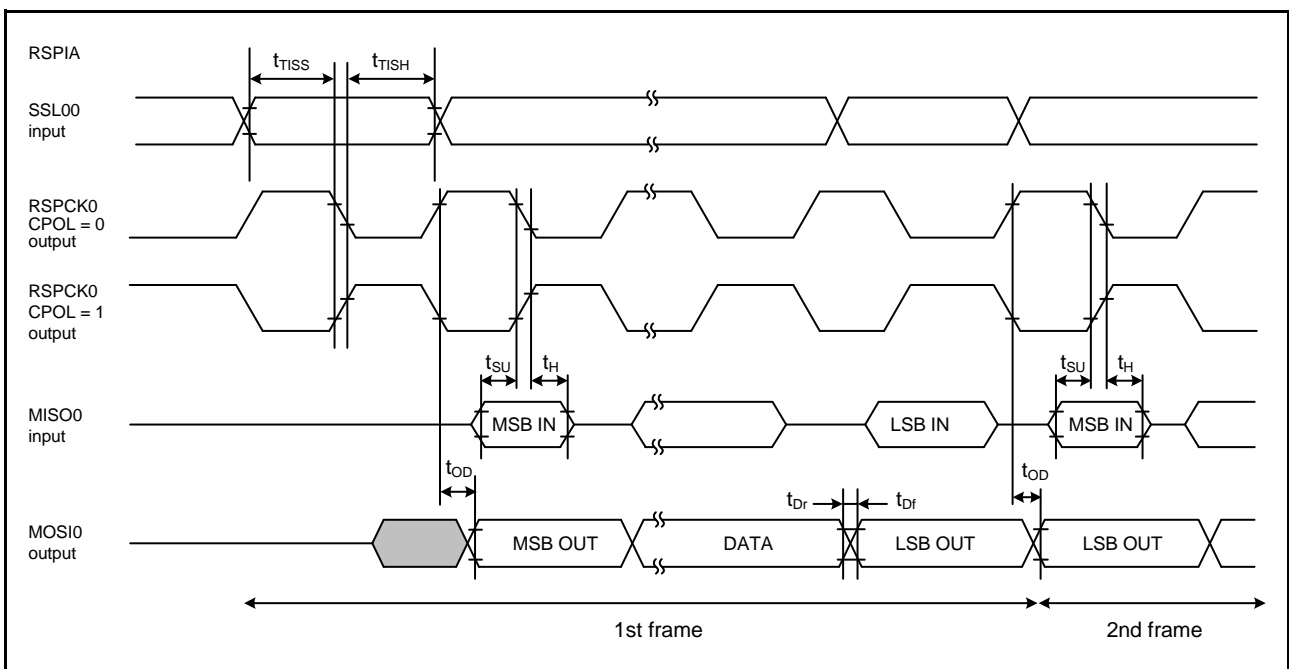 RSPIA
tTISS
tTISH
SSL00
input
RSPCK0
CPOL = 0
output
RSPCK0
CPOL = 1
output
tSU
tH
tSU
tH
MISO0
input
MSB IN
LSB IN
MSB IN
tOD
tOD
tDr
tDf
MOSI0
output
MSB OUT
DATA
LSB OUT
LSB OUT
1st frame
2nd frame